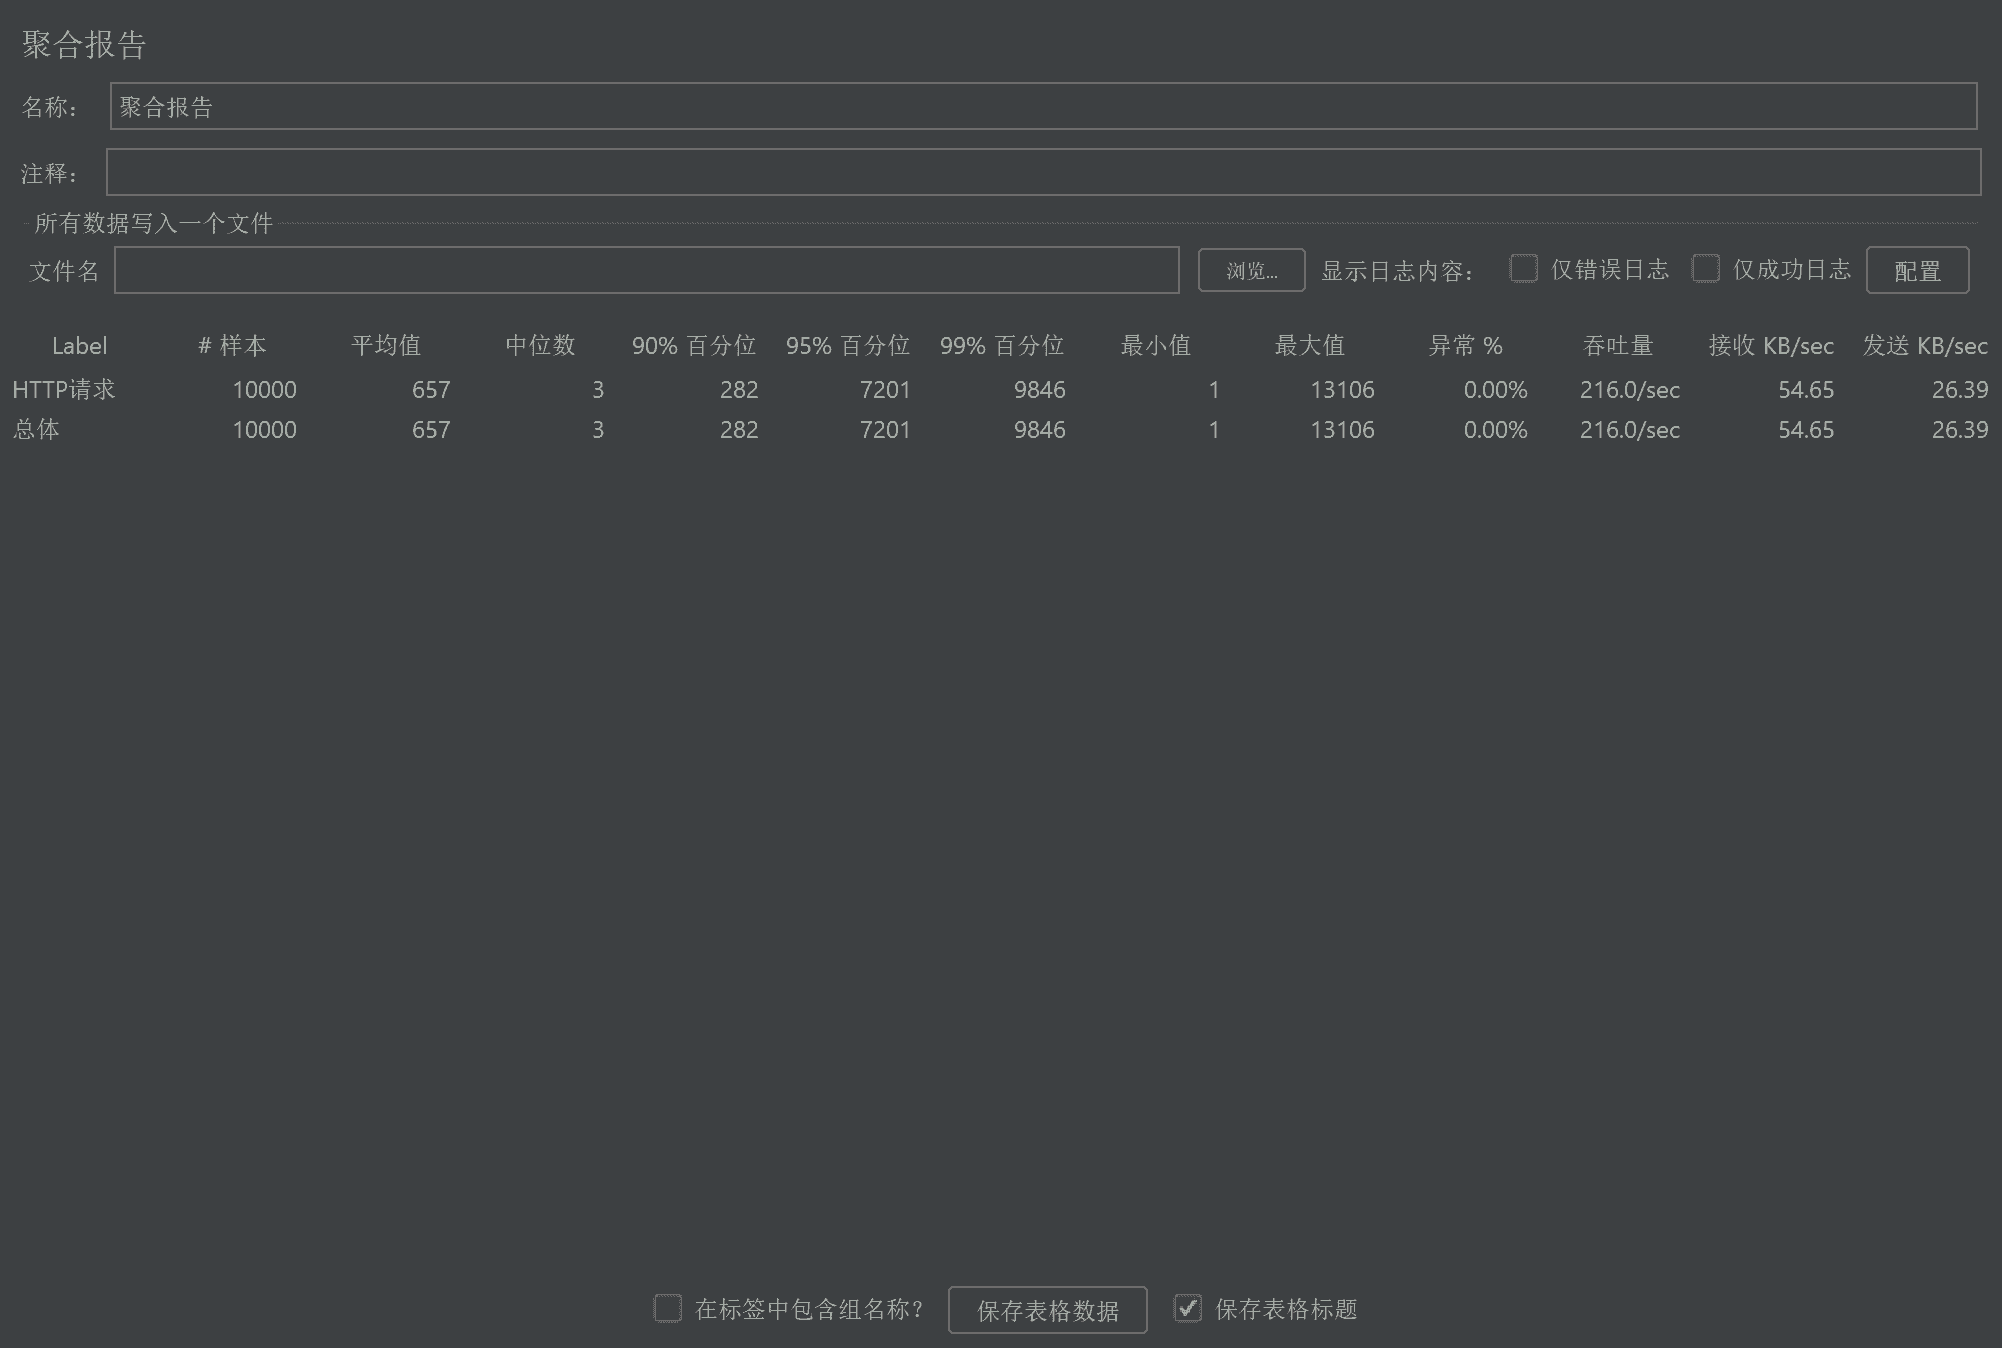 聚合报告
名称： 聚合报告
注释：
所有数据写入一个文件
文件名 浏览... 显示日志内容： 仅错误日志 仅成功日志 配置
Label # 样本 平均值 中位数 90% 百分位 95% 百分位 99% 百分位 最小值 最大值 异常 % 吞吐量 接收 KB/sec 发送 KB/sec
HTTP请求 10000 657 3 282 7201 9846 1 13106 0.00% 216.0/sec 54.65 26.39
总体 10000 657 3 282 7201 9846 1 13106 0.00% 216.0/sec 54.65 26.39
在标签中包含组名称？ 保存表格数据 保存表格标题